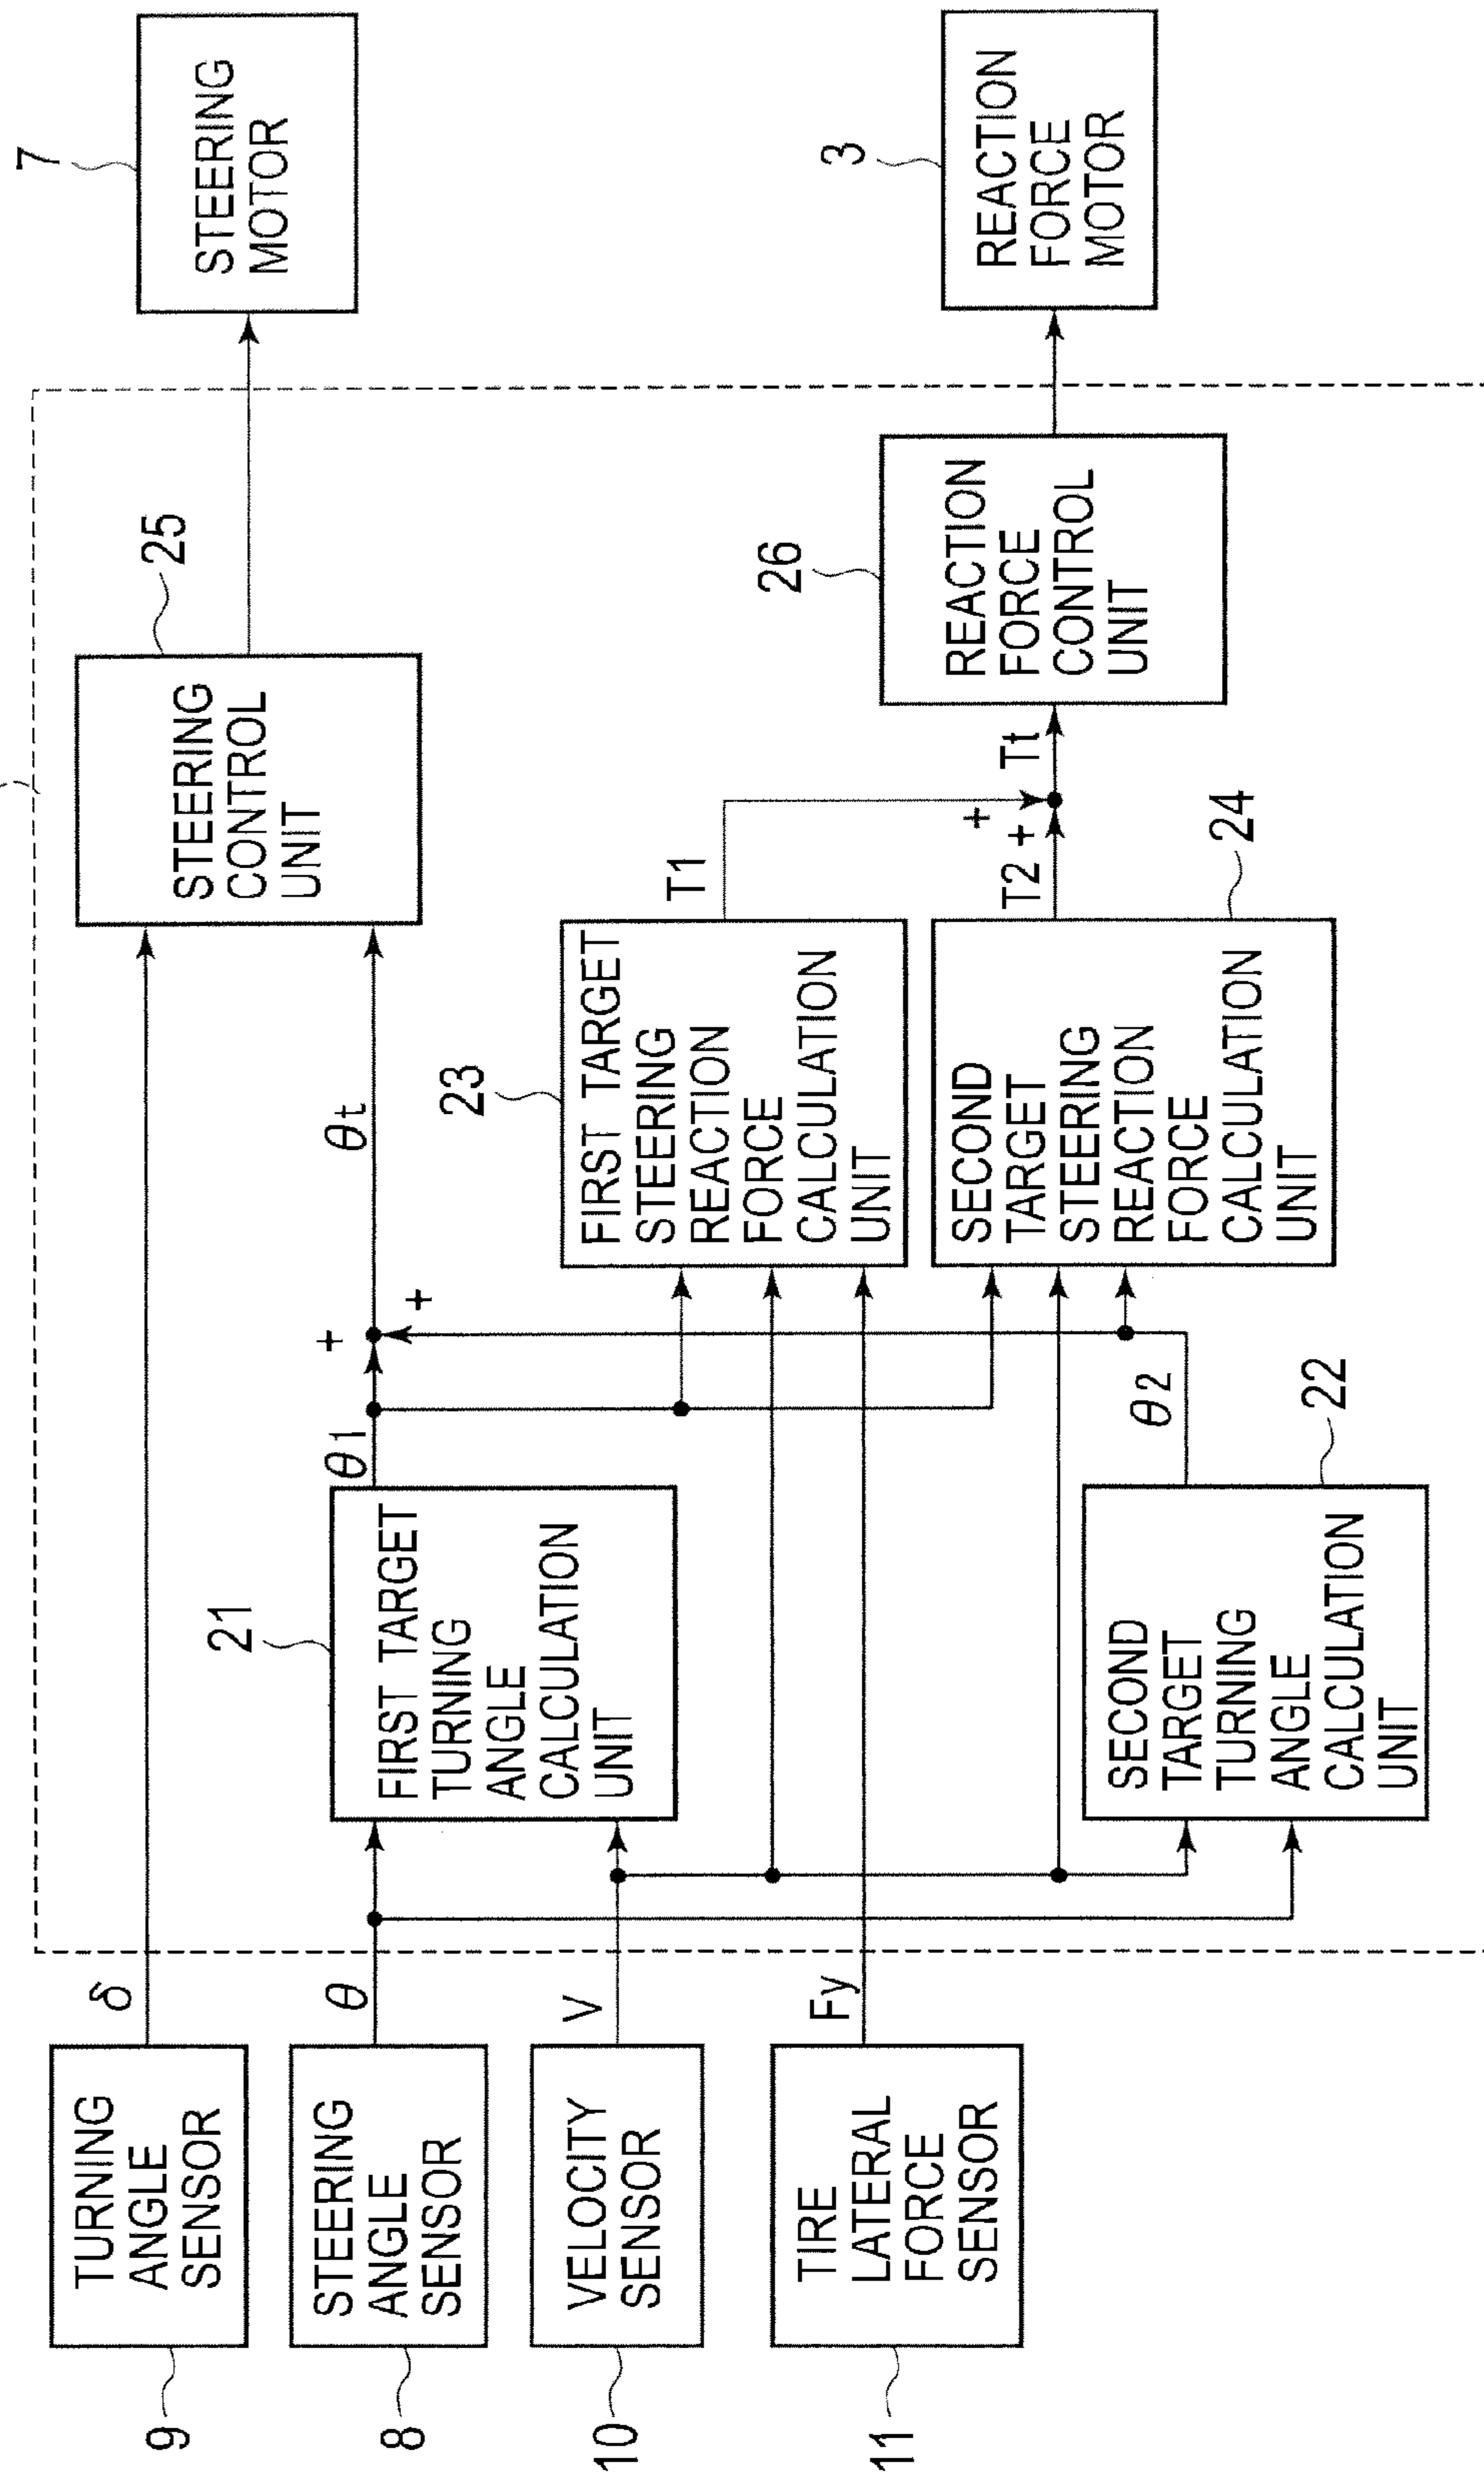 9
TURNING
ANGLE
SENSOR
δ
8
STEERING
ANGLE
SENSOR
θ
10
VELOCITY
SENSOR
V
11
TIRE
LATERAL
FORCE
SENSOR
Fy
21
FIRST TARGET
TURNING
ANGLE
CALCULATION
UNIT
θ1
22
SECOND
TARGET
TURNING
ANGLE
CALCULATION
UNIT
θ2
+
+
θt
23
FIRST TARGET
STEERING
REACTION
FORCE
CALCULATION
UNIT
T1
24
SECOND
TARGET
STEERING
REACTION
FORCE
CALCULATION
UNIT
T2
+
+
Tt
25
STEERING
CONTROL
UNIT
26
REACTION
FORCE
CONTROL
UNIT
7
STEERING
MOTOR
3
REACTION
FORCE
MOTOR